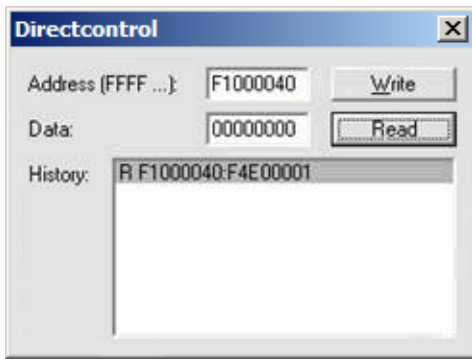 Directcontrol
Address (FFFF ...): F1000040 Write
Data: 00000000 Read
History: R F1000040:F4E00001